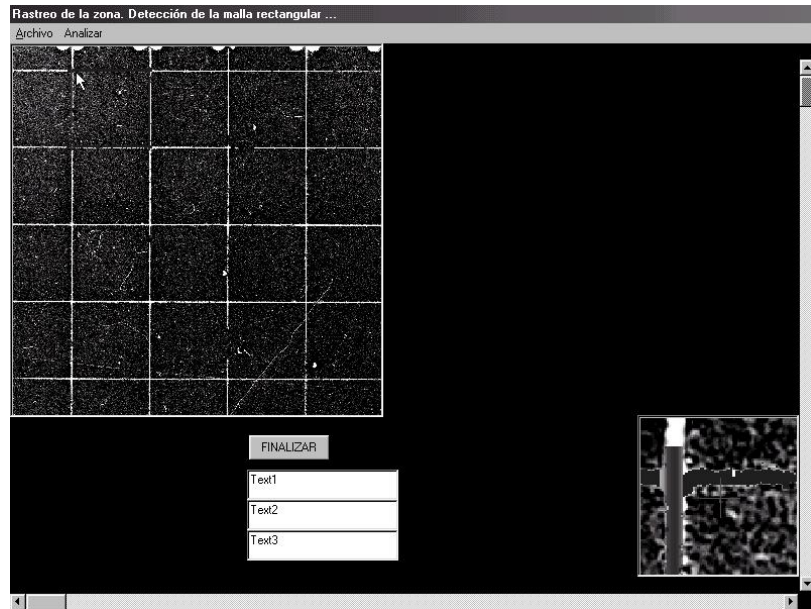 Rastreo de la zona. Detección de la malla rectangular ...
Archivo Analizar
FINALIZAR
Text1
Text2
Text3